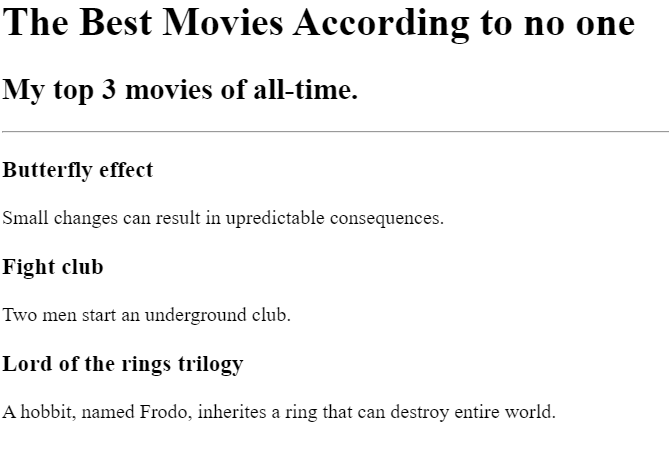 The Best Movies According to no one
My top 3 movies of all-time.
Butterfly effect
Small changes can result in upredictable consequences.
Fight club
Two men start an underground club.
Lord of the rings trilogy
A hobbit, named Frodo, inherites a ring that can destroy entire world.